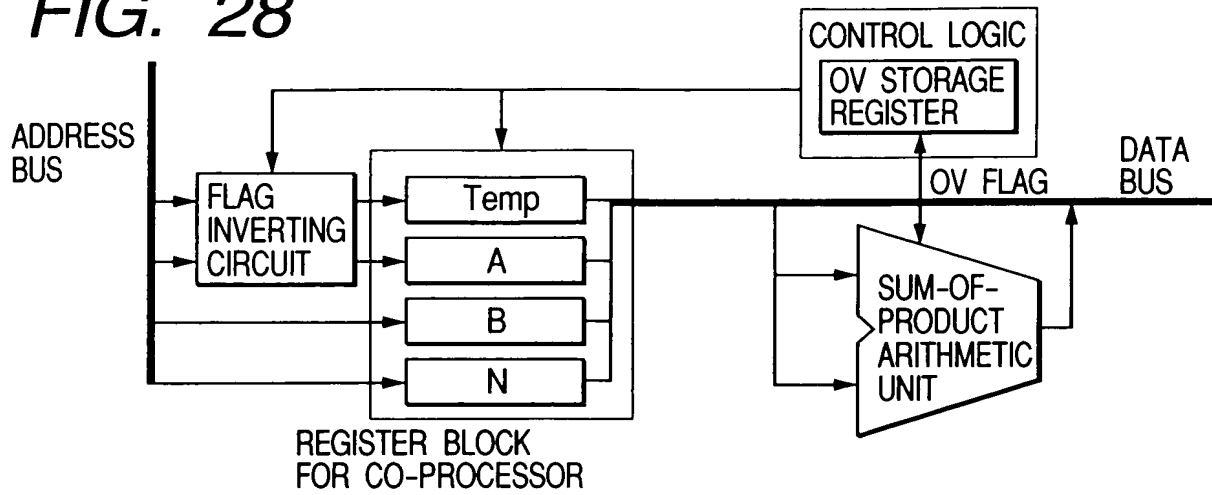 FIG. 28
CONTROL LOGIC
OV STORAGE
REGISTER
ADDRESS
BUS
DATA
BUS
OV FLAG
FLAG
INVERTING
CIRCUIT
Temp
A
B
N
SUM-OF-
PRODUCT
ARITHMETIC
UNIT
REGISTER BLOCK
FOR CO-PROCESSOR